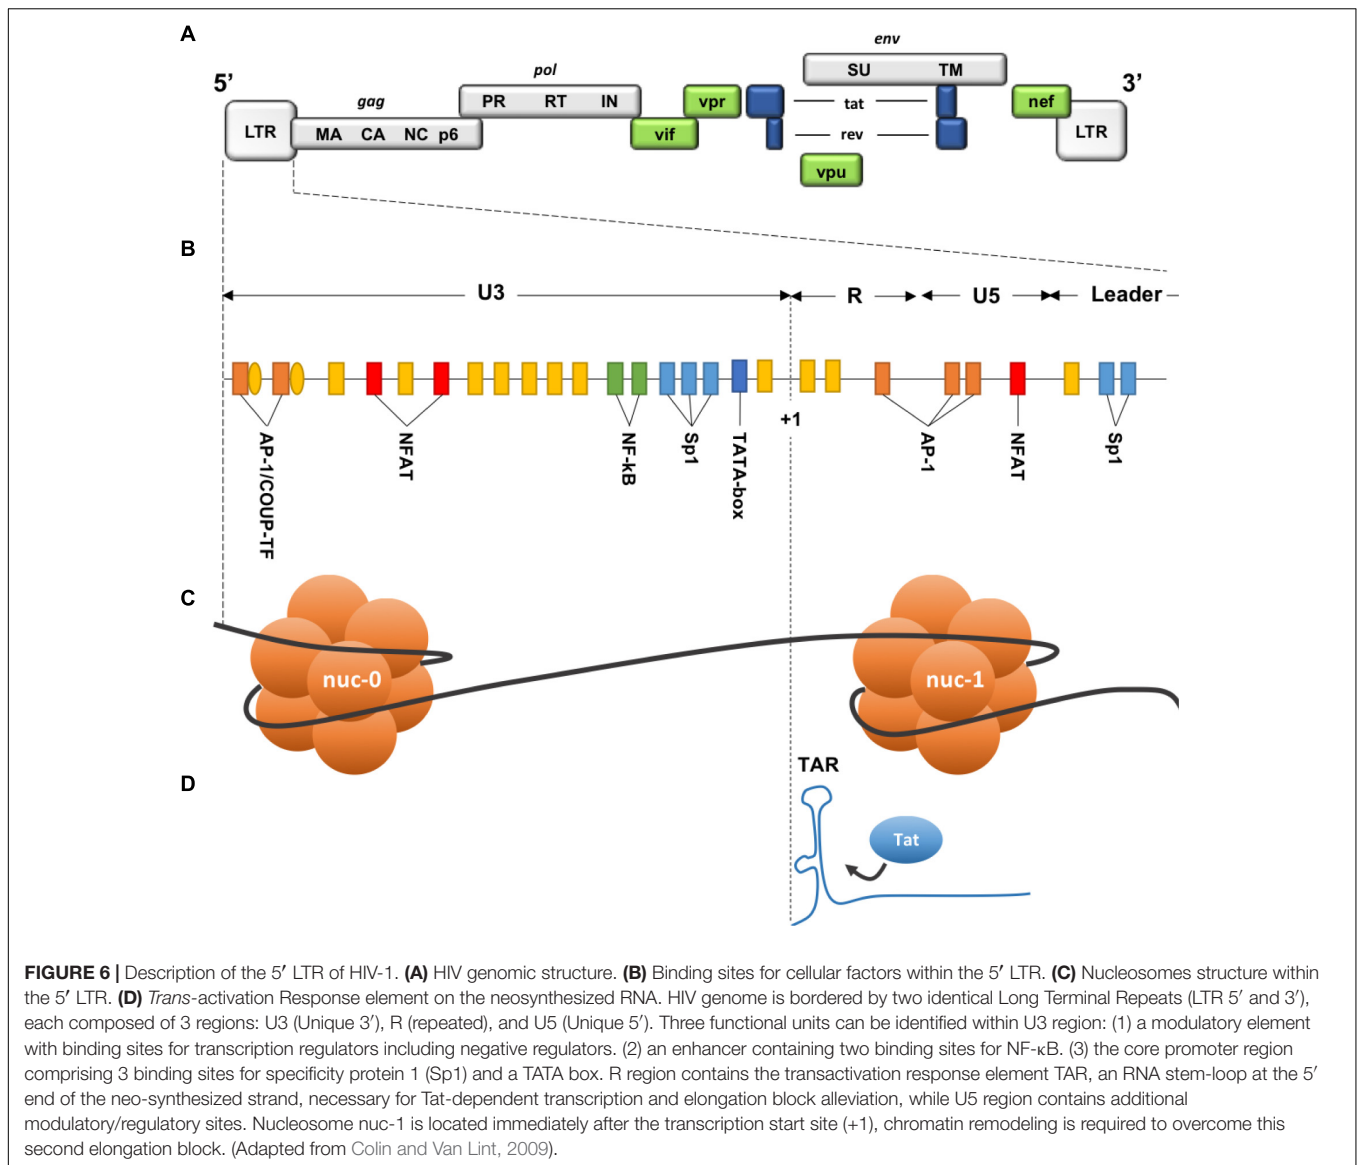 A
env
SU TM
pol
5' 3'
gag
PR RT IN vpr tat nef
LTR MA CA NC p6 vif rev LTR
vpu
B
U3 R U5 Leader
+1
AP-1/COUP-TF
NFAT
NF-kB
Sp1
TATA-box
AP-1
NFAT
Sp1
C
nuc-0 nuc-1
D
TAR
Tat
FIGURE 6 | Description of the 5′ LTR of HIV-1. (A) HIV genomic structure. (B) Binding sites for cellular factors within the 5′ LTR. (C) Nucleosomes structure within
the 5′ LTR. (D) Trans-activation Response element on the neosynthesized RNA. HIV genome is bordered by two identical Long Terminal Repeats (LTR 5′ and 3′),
each composed of 3 regions: U3 (Unique 3′), R (repeated), and U5 (Unique 5′). Three functional units can be identified within U3 region: (1) a modulatory element
with binding sites for transcription regulators including negative regulators. (2) an enhancer containing two binding sites for NF-κB. (3) the core promoter region
comprising 3 binding sites for specificity protein 1 (Sp1) and a TATA box. R region contains the transactivation response element TAR, an RNA stem-loop at the 5′
end of the neo-synthesized strand, necessary for Tat-dependent transcription and elongation block alleviation, while U5 region contains additional
modulatory/regulatory sites. Nucleosome nuc-1 is located immediately after the transcription start site (+1), chromatin remodeling is required to overcome this
second elongation block. (Adapted from Colin and Van Lint, 2009).